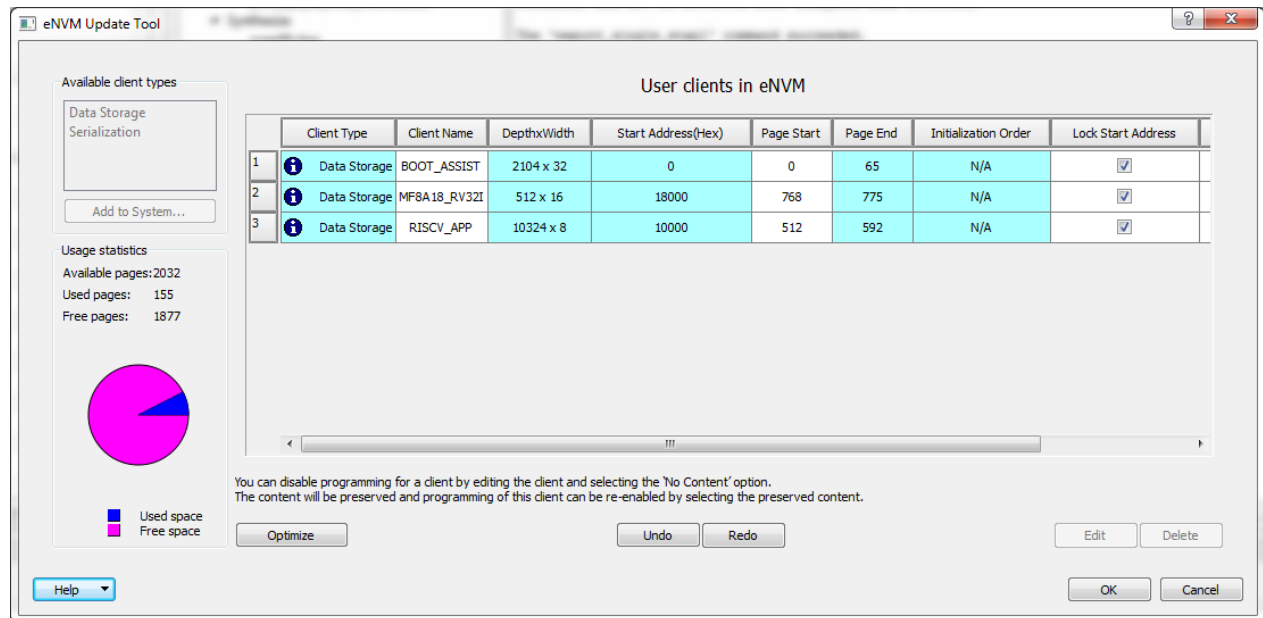 eNVM Update Tool
Available client types
Data Storage
Serialization
Add to System...
Usage statistics
Available pages:2032
Used pages: 155
Free pages: 1877
Used space
Free space
User clients in eNVM
Client Type Client Name DepthxWidth Start Address(Hex) Page Start Page End Initialization Order Lock Start Address
1 Data Storage BOOT_ASSIST 2104 x 32 0 0 65 N/A
2 Data Storage MF8A18_RV32I 512 x 16 18000 768 775 N/A
3 Data Storage RISCV_APP 10324 x 8 10000 512 592 N/A
You can disable programming for a client by editing the client and selecting the 'No Content' option.
The content will be preserved and programming of this client can be re-enabled by selecting the preserved content.
Optimize Undo Redo Edit Delete
Help OK Cancel